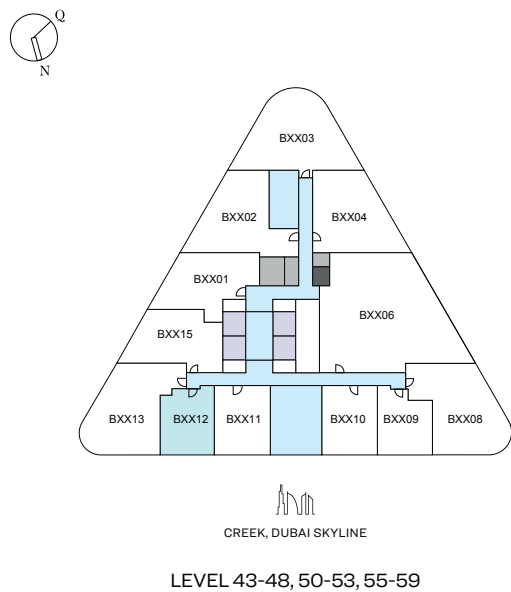 Q
N
BXX03
BXX02 BXX04
BXX01
BXX06
BXX15
BXX13 BXX12 BXX11 BXX10 BXX09 BXX08
CREEK, DUBAI SKYLINE
LEVEL 43-48, 50-53, 55-59